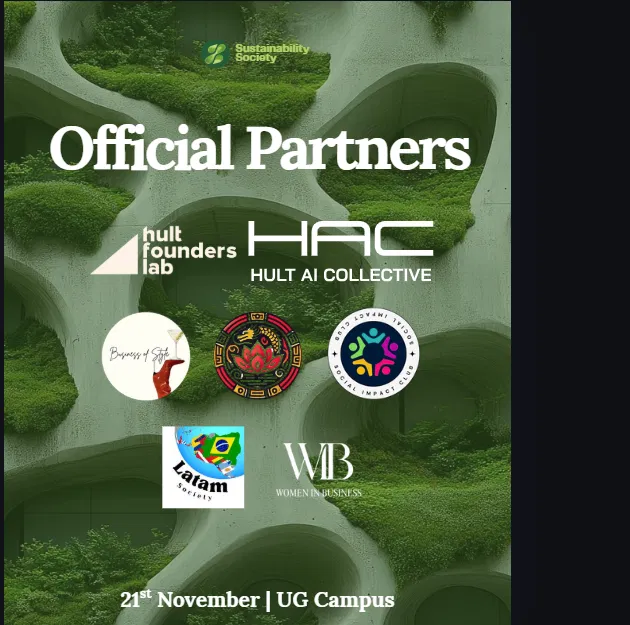 Sustainability
Society
Official Partners
hult
founders
lab
HAC
HULT AI COLLECTIVE
Business of Style
SOCIAL IMPACT CLUB
SOCIAL IMPACT CLUB
Latam
Society
WIB
WOMEN IN BUSINESS
21st November | UG Campus